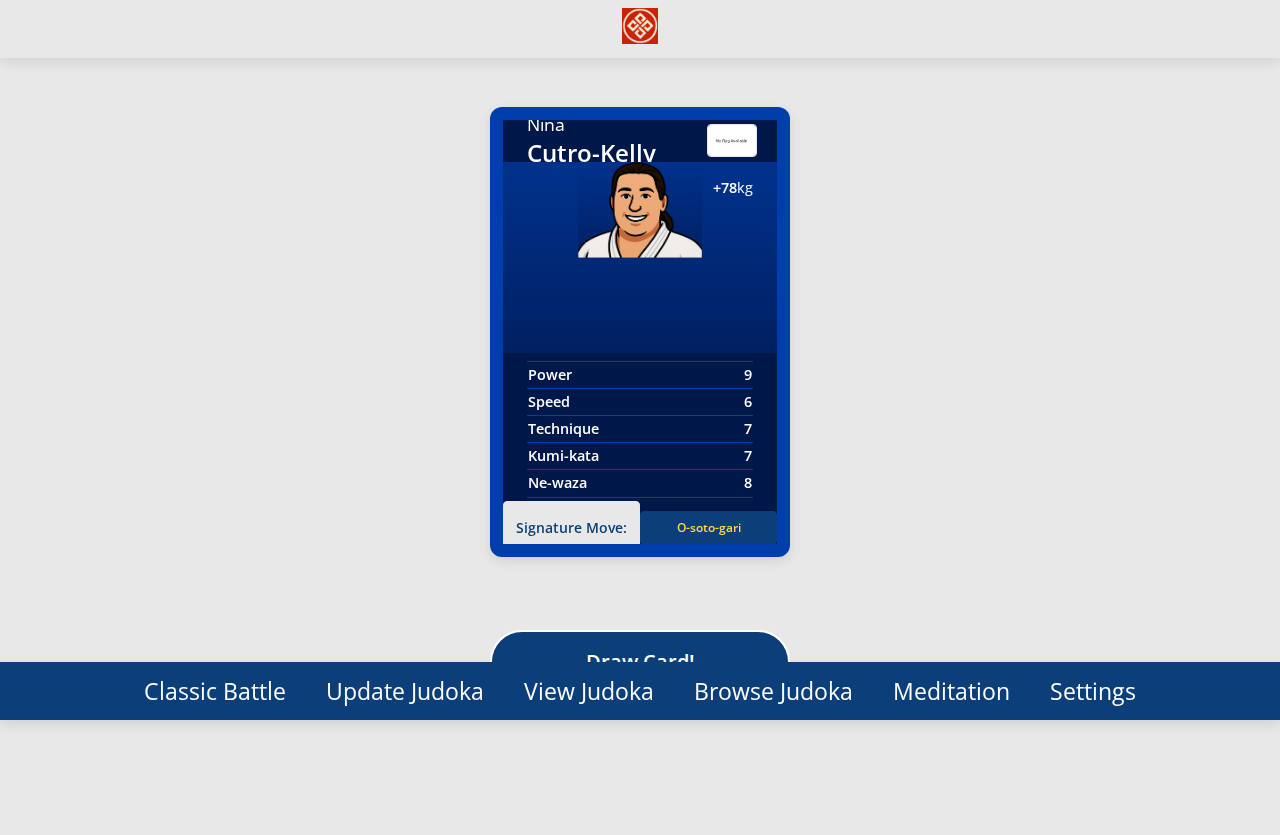 Nina
Cutro-Kelly
No Flag Available
+78kg
Power 9
Speed 6
Technique 7
Kumi-kata 7
Ne-waza 8
Signature Move: O-soto-gari
Draw Card!
Classic Battle Update Judoka View Judoka Browse Judoka Meditation Settings